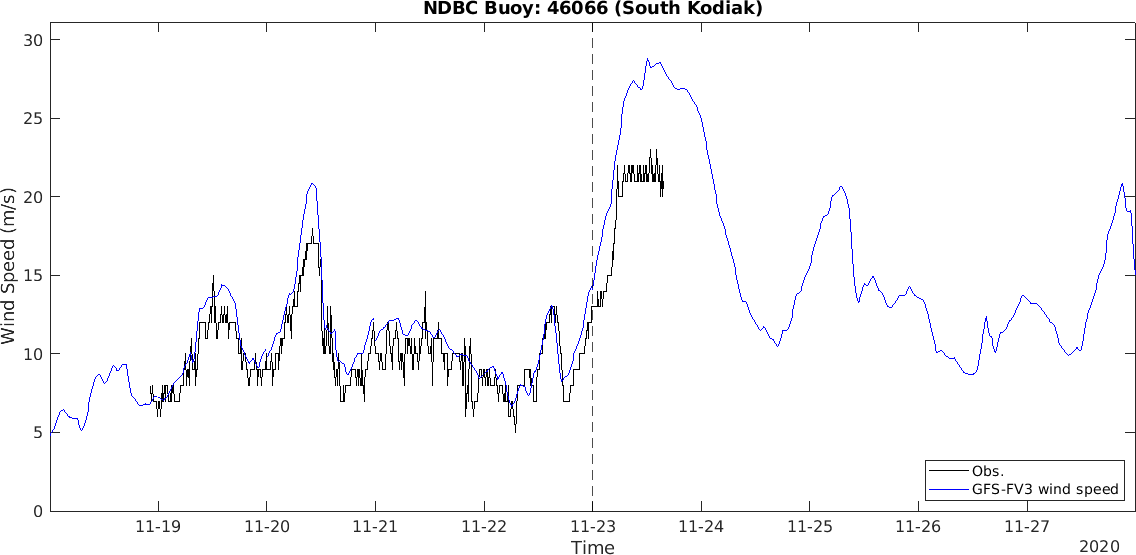 NDBC Buoy: 46066 (South Kodiak)
30
25
20
15
10
5
0
Wind Speed (m/s)
11-19 11-20 11-21 11-22 11-23 11-24 11-25 11-26 11-27
Time
2020
Obs.
GFS-FV3 wind speed